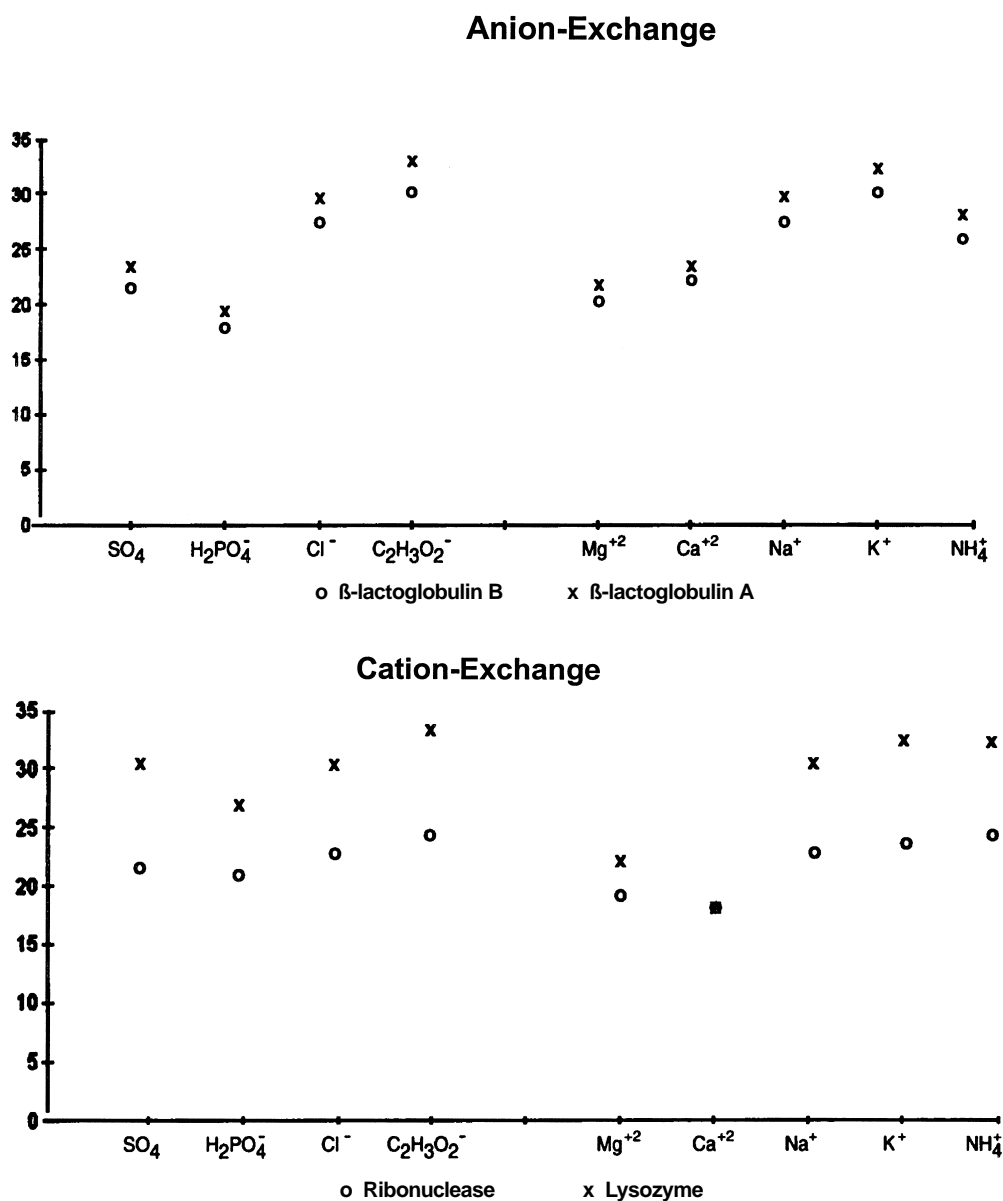 Anion-Exchange
35
30
25
20
15
10
5
0
SO₄ H₂PO₄⁻ Cl⁻ C₂H₃O₂⁻ Mg⁺² Ca⁺² Na⁺ K⁺ NH₄⁺
o ß-lactoglobulin B x ß-lactoglobulin A
Cation-Exchange
35
30
25
20
15
10
5
0
SO₄ H₂PO₄⁻ Cl⁻ C₂H₃O₂⁻ Mg⁺² Ca⁺² Na⁺ K⁺ NH₄⁺
o Ribonuclease x Lysozyme